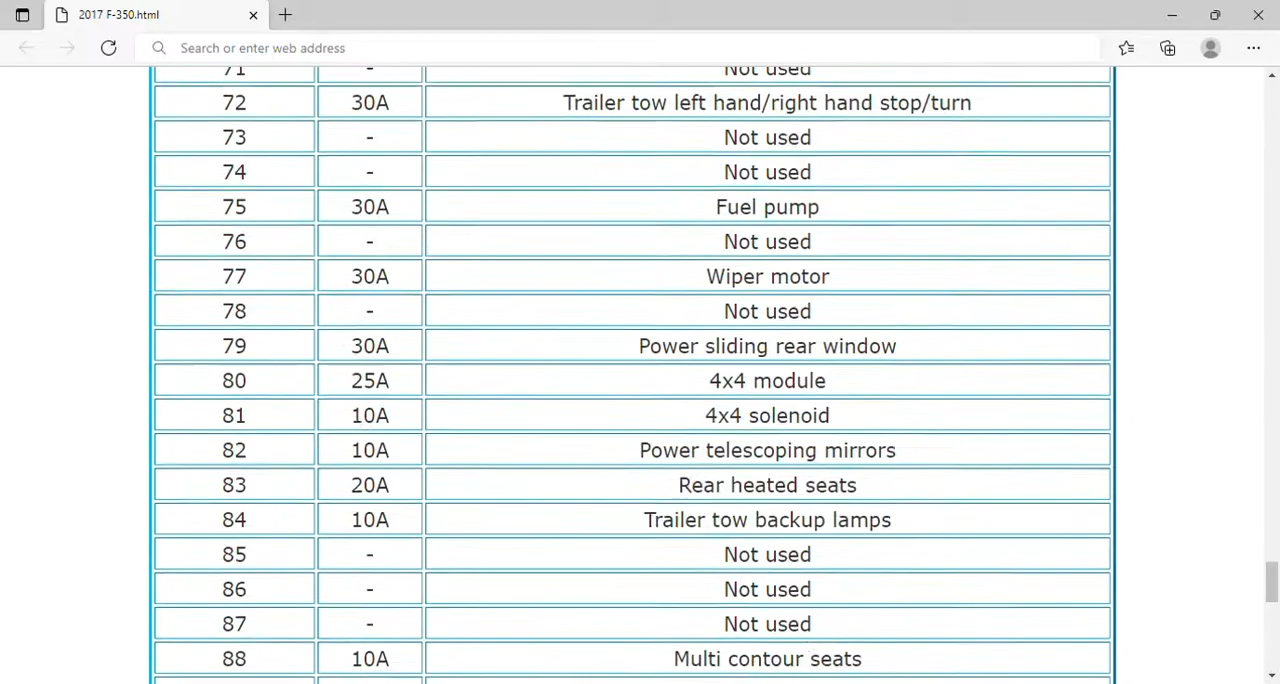 2017 F-350.html
Search or enter web address
71 - Not used
72 30A Trailer tow left hand/right hand stop/turn
73 - Not used
74 - Not used
75 30A Fuel pump
76 - Not used
77 30A Wiper motor
78 - Not used
79 30A Power sliding rear window
80 25A 4x4 module
81 10A 4x4 solenoid
82 10A Power telescoping mirrors
83 20A Rear heated seats
84 10A Trailer tow backup lamps
85 - Not used
86 - Not used
87 - Not used
88 10A Multi contour seats